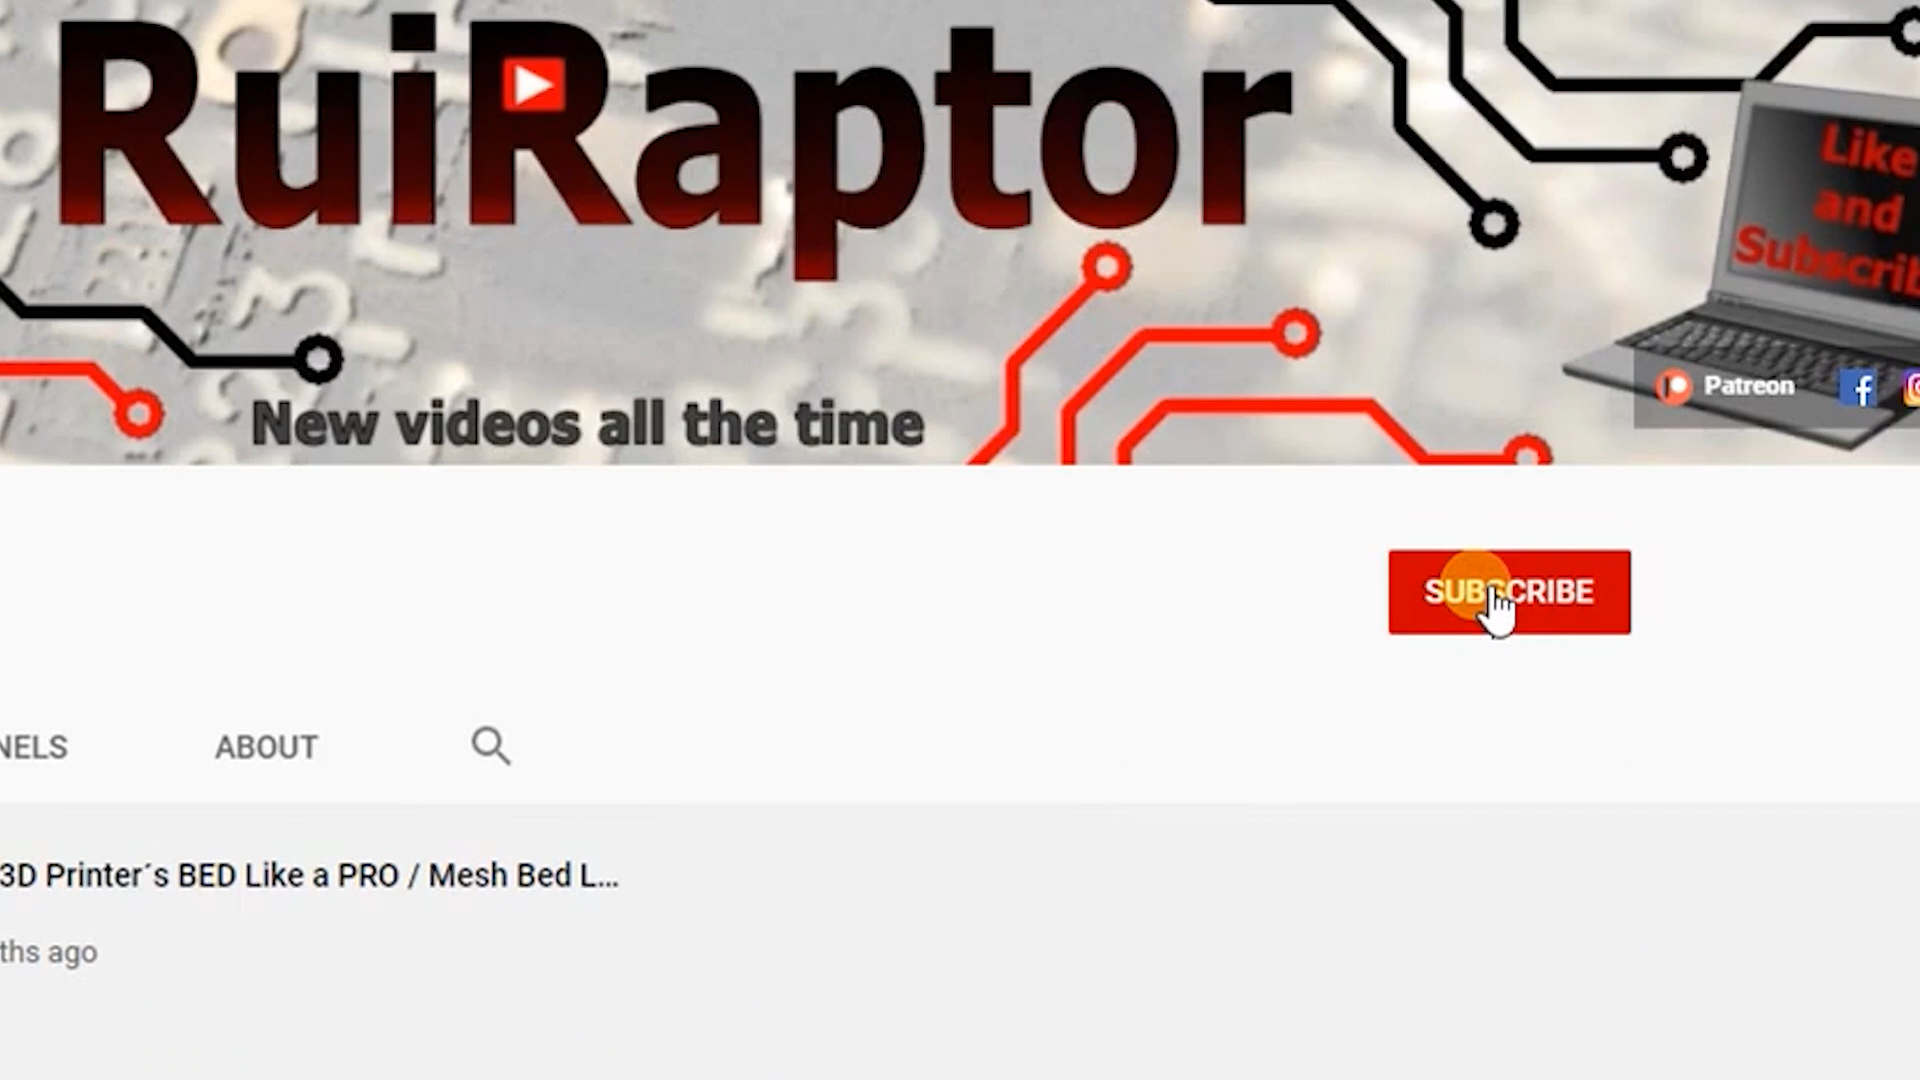 RuiRaptor
Like
and
Subscrib
Patreon
New videos all the time
SUBSCRIBE
NELS
ABOUT
3D Printer´s BED Like a PRO / Mesh Bed L...
ths ago